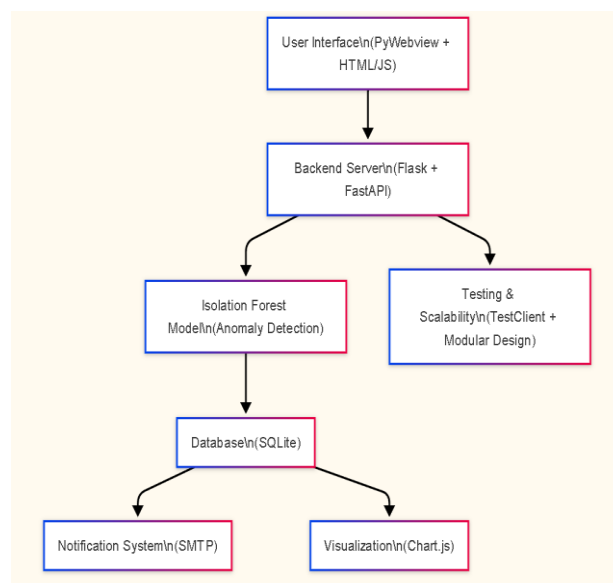 User Interface\n(PyWebview +
HTML/JS)
Backend Server\n(Flask +
FastAPI)
Isolation Forest
Model\n(Anomaly Detection)
Testing &
Scalability\n(TestClient +
Modular Design)
Database\n(SQLite)
Notification System\n(SMTP)
Visualization\n(Chart.js)